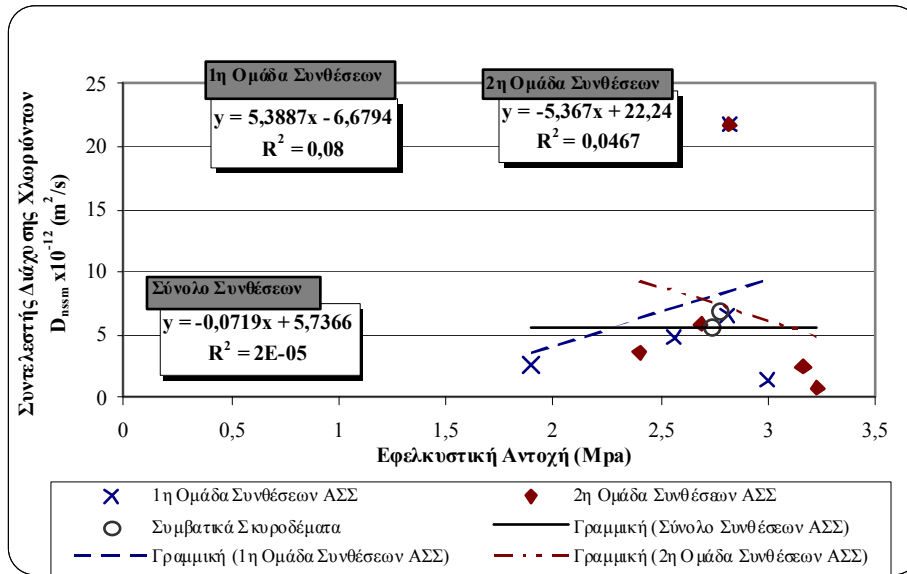 1η Ομάδα Συνθέσεων
y = 5,3887x - 6,6794
R² = 0,08
2η Ομάδα Συνθέσεων
y = -5,367x + 22,24
R² = 0,0467
Σύνολο Συνθέσεων
y = -0,0719x + 5,7366
R² = 2E-05
Συντελεστής Διάχυσης Χλωριόντων
Dnssm x10⁻¹² (m²/s)
25
20
15
10
5
0
0 0,5 1 1,5 2 2,5 3 3,5
Εφελκυστική Αντοχή (Mpa)
1η Ομάδα Συνθέσεων ΑΣΣ 2η Ομάδα Συνθέσεων ΑΣΣ
Συμβατικά Σκυροδέματα Γραμμική (Σύνολο Συνθέσεων ΑΣΣ)
Γραμμική (1η Ομάδα Συνθέσεων ΑΣΣ) Γραμμική (2η Ομάδα Συνθέσεων ΑΣΣ)